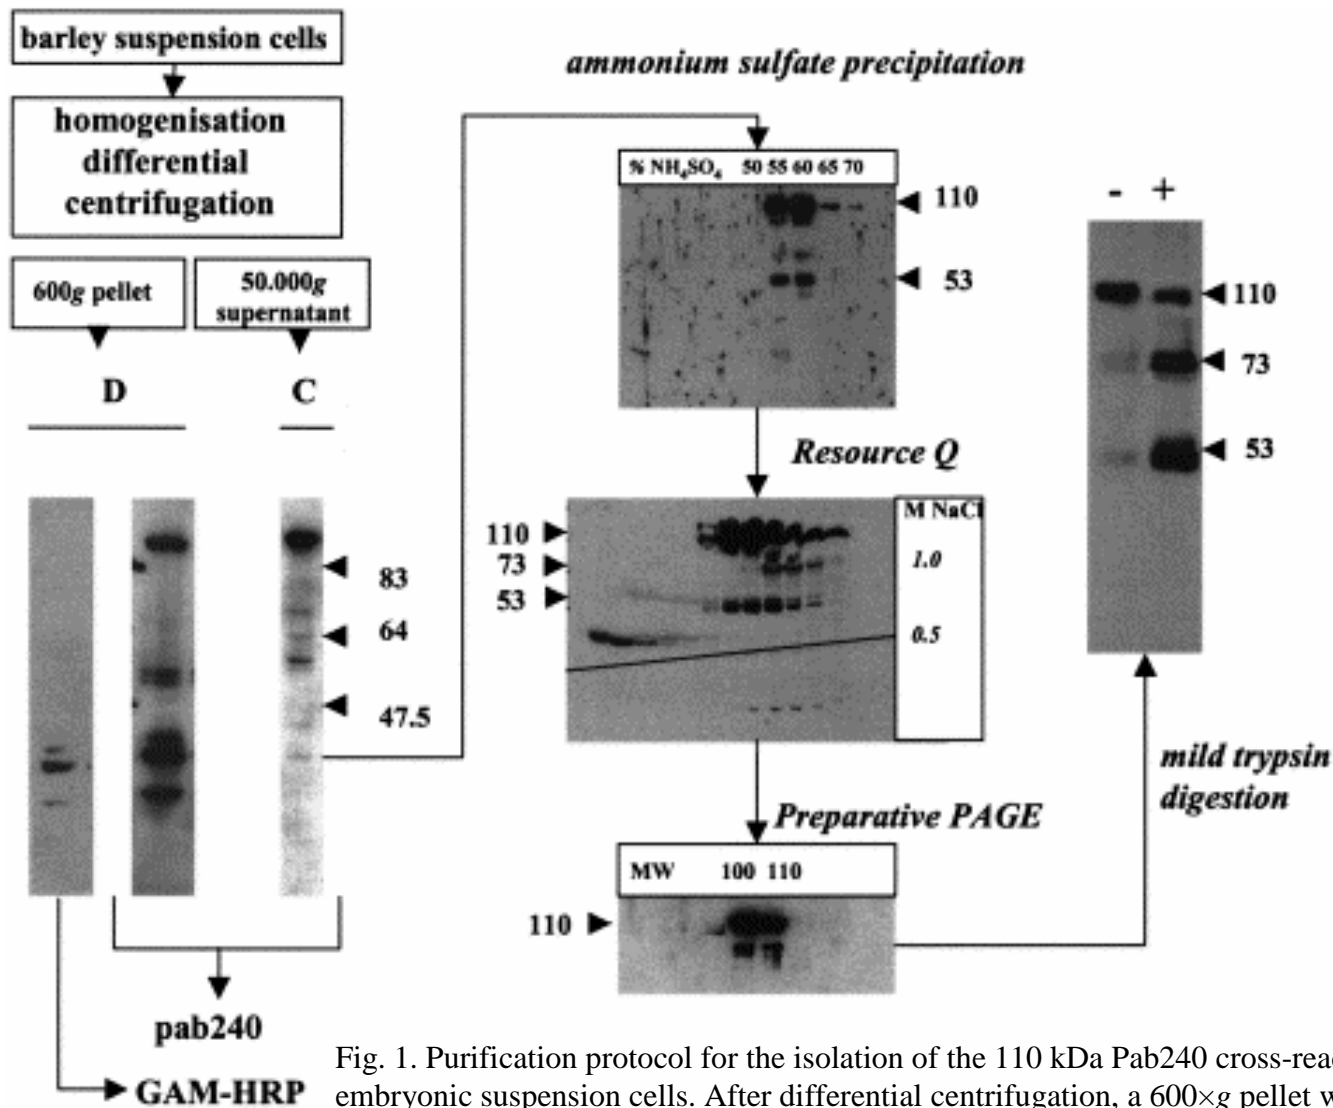 barley suspension cells
homogenisation
differential
centrifugation
600g pellet
50.000g
supernatant
D
C
83
64
47.5
pab240
GAM-HRP
ammonium sulfate precipitation
% NH₄SO₄ 50 55 60 65 70
110
53
Resource Q
M NaCl
110
73
53
1.0
0.5
Preparative PAGE
MW 100 110
110
- +
110
73
53
mild trypsin
digestion
Fig. 1. Purification protocol for the isolation of the 110 kDa Pab240 cross-reac
embryonic suspension cells. After differential centrifugation, a 600×g pellet w